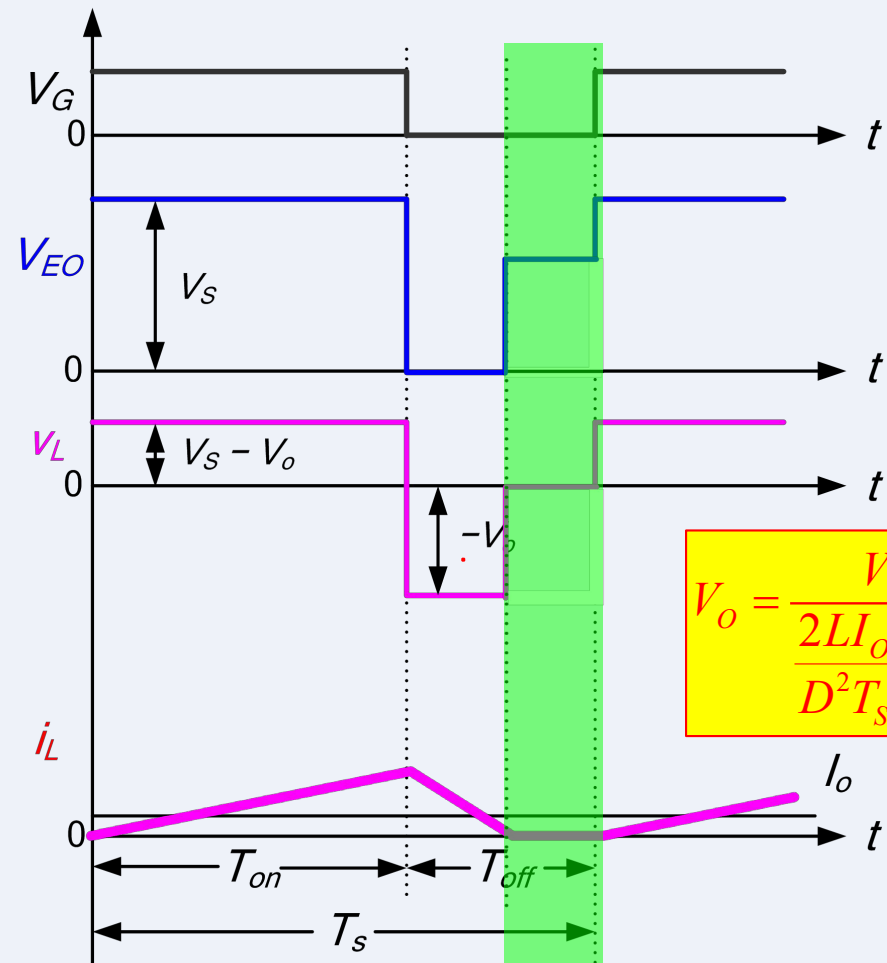 V_G
0
t
V_EO
V_S
0
t
v_L
V_S − V_o
0
t
−V_o
V_O = V
2LI_O
D²T_S
i_L
I_o
0
t
T_on
T_off
T_s